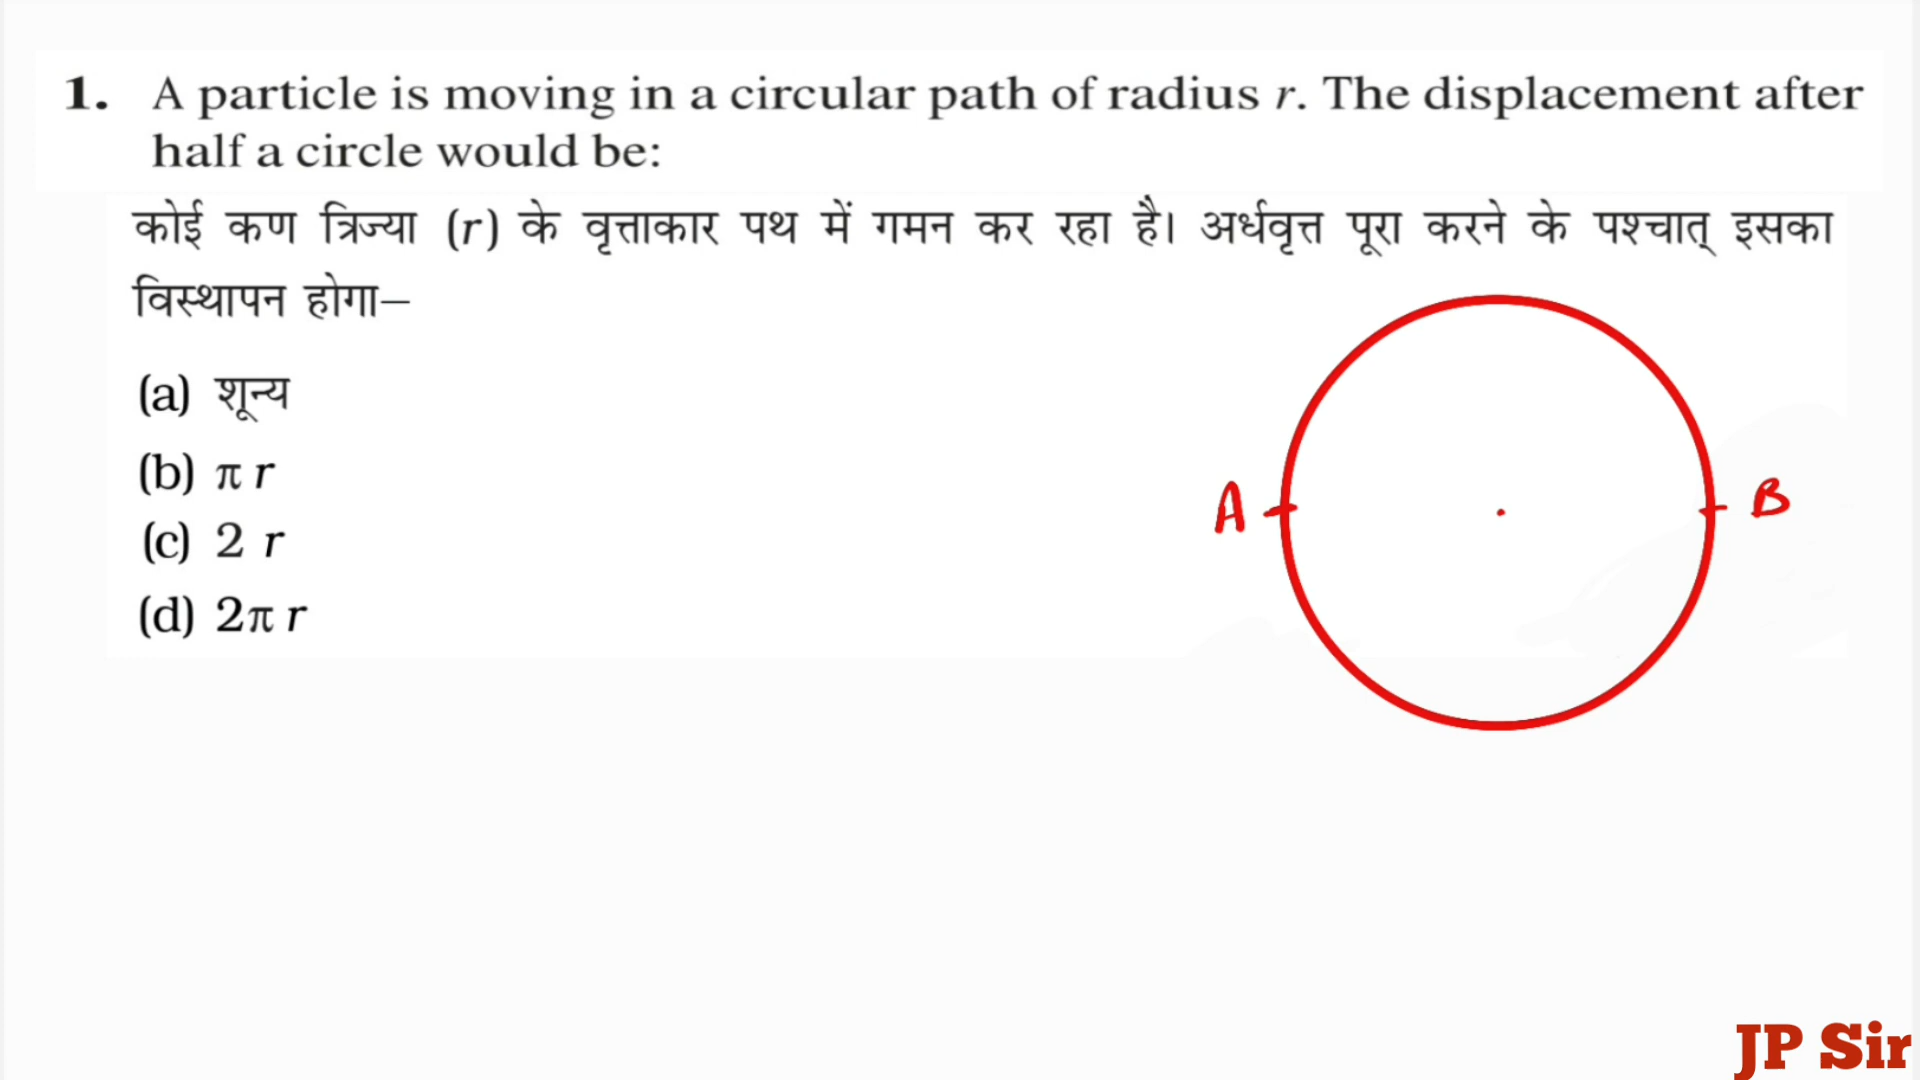 1. A particle is moving in a circular path of radius r. The displacement after
half a circle would be:
कोई कण त्रिज्या (r) के वृत्ताकार पथ में गमन कर रहा है। अर्धवृत्त पूरा करने के पश्चात् इसका
विस्थापन होगा–
(a) शून्य
(b) π r
(c) 2 r
(d) 2π r
A B
JP Sir